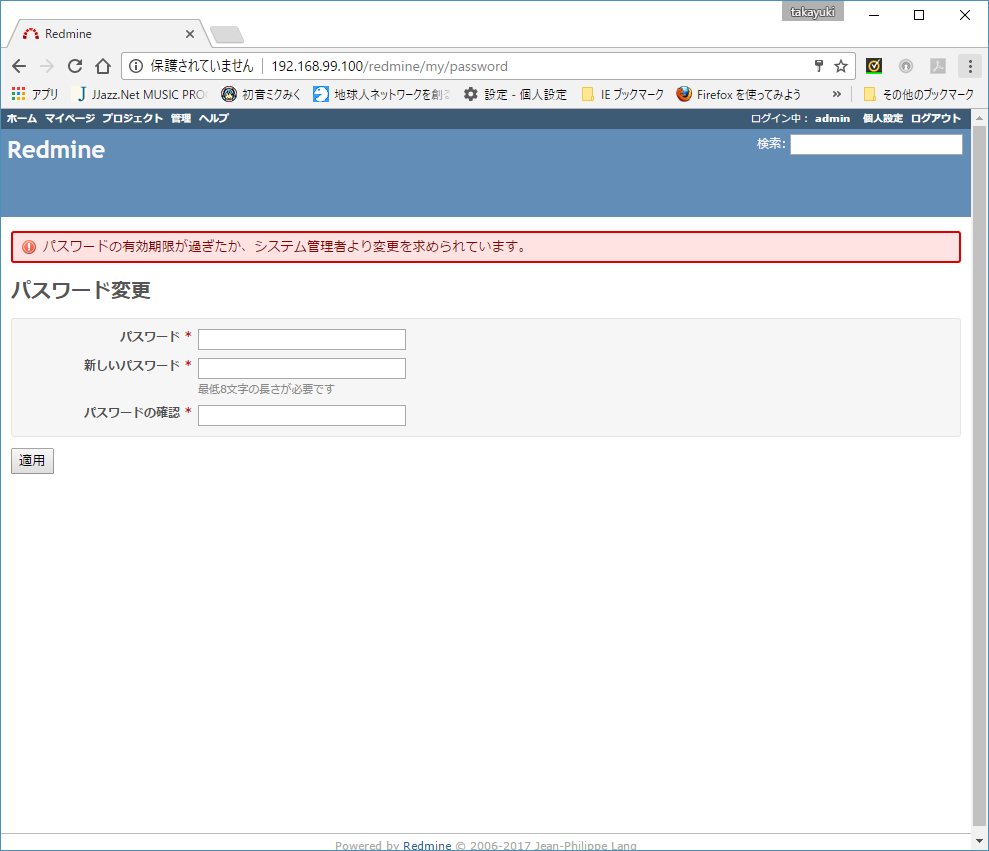 takayuki
Redmine
保護されていません 192.168.99.100/redmine/my/password
アプリ JJazz.Net MUSIC PRO 初音ミクみく 地球人ネットワークを創る 設定 - 個人設定 IE ブックマーク Firefox を使ってみよう » その他のブックマーク
ホーム マイページ プロジェクト 管理 ヘルプ ログイン中： admin 個人設定 ログアウト
Redmine 検索:
パスワードの有効期限が過ぎたか、システム管理者より変更を求められています。
パスワード変更
パスワード *
新しいパスワード *
最低8文字の長さが必要です
パスワードの確認 *
適用
Powered by Redmine © 2006-2017 Jean-Philippe Lang